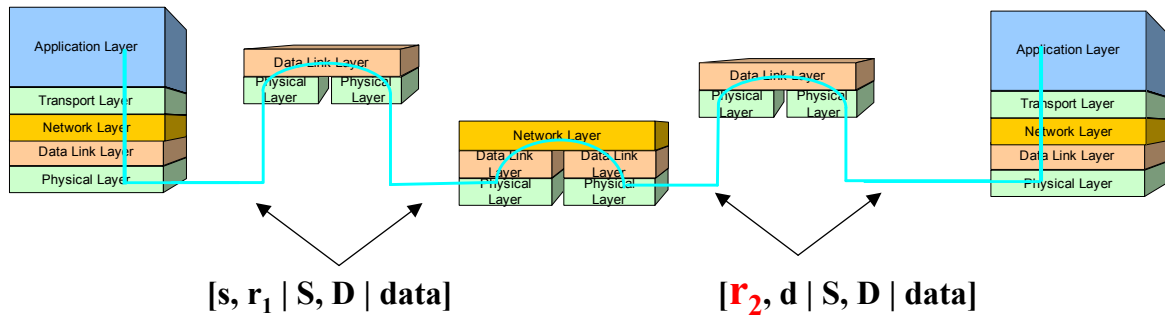 Application Layer
Transport Layer
Network Layer
Data Link Layer
Physical Layer
Data Link Layer
Physical
Layer
Physical
Layer
Network Layer
Data Link
Layer
Data Link
Layer
Physical
Layer
Physical
Layer
Data Link Layer
Physical
Layer
Physical
Layer
Application Layer
Transport Layer
Network Layer
Data Link Layer
Physical Layer
[s, r₁ | S, D | data]
[r₂, d | S, D | data]